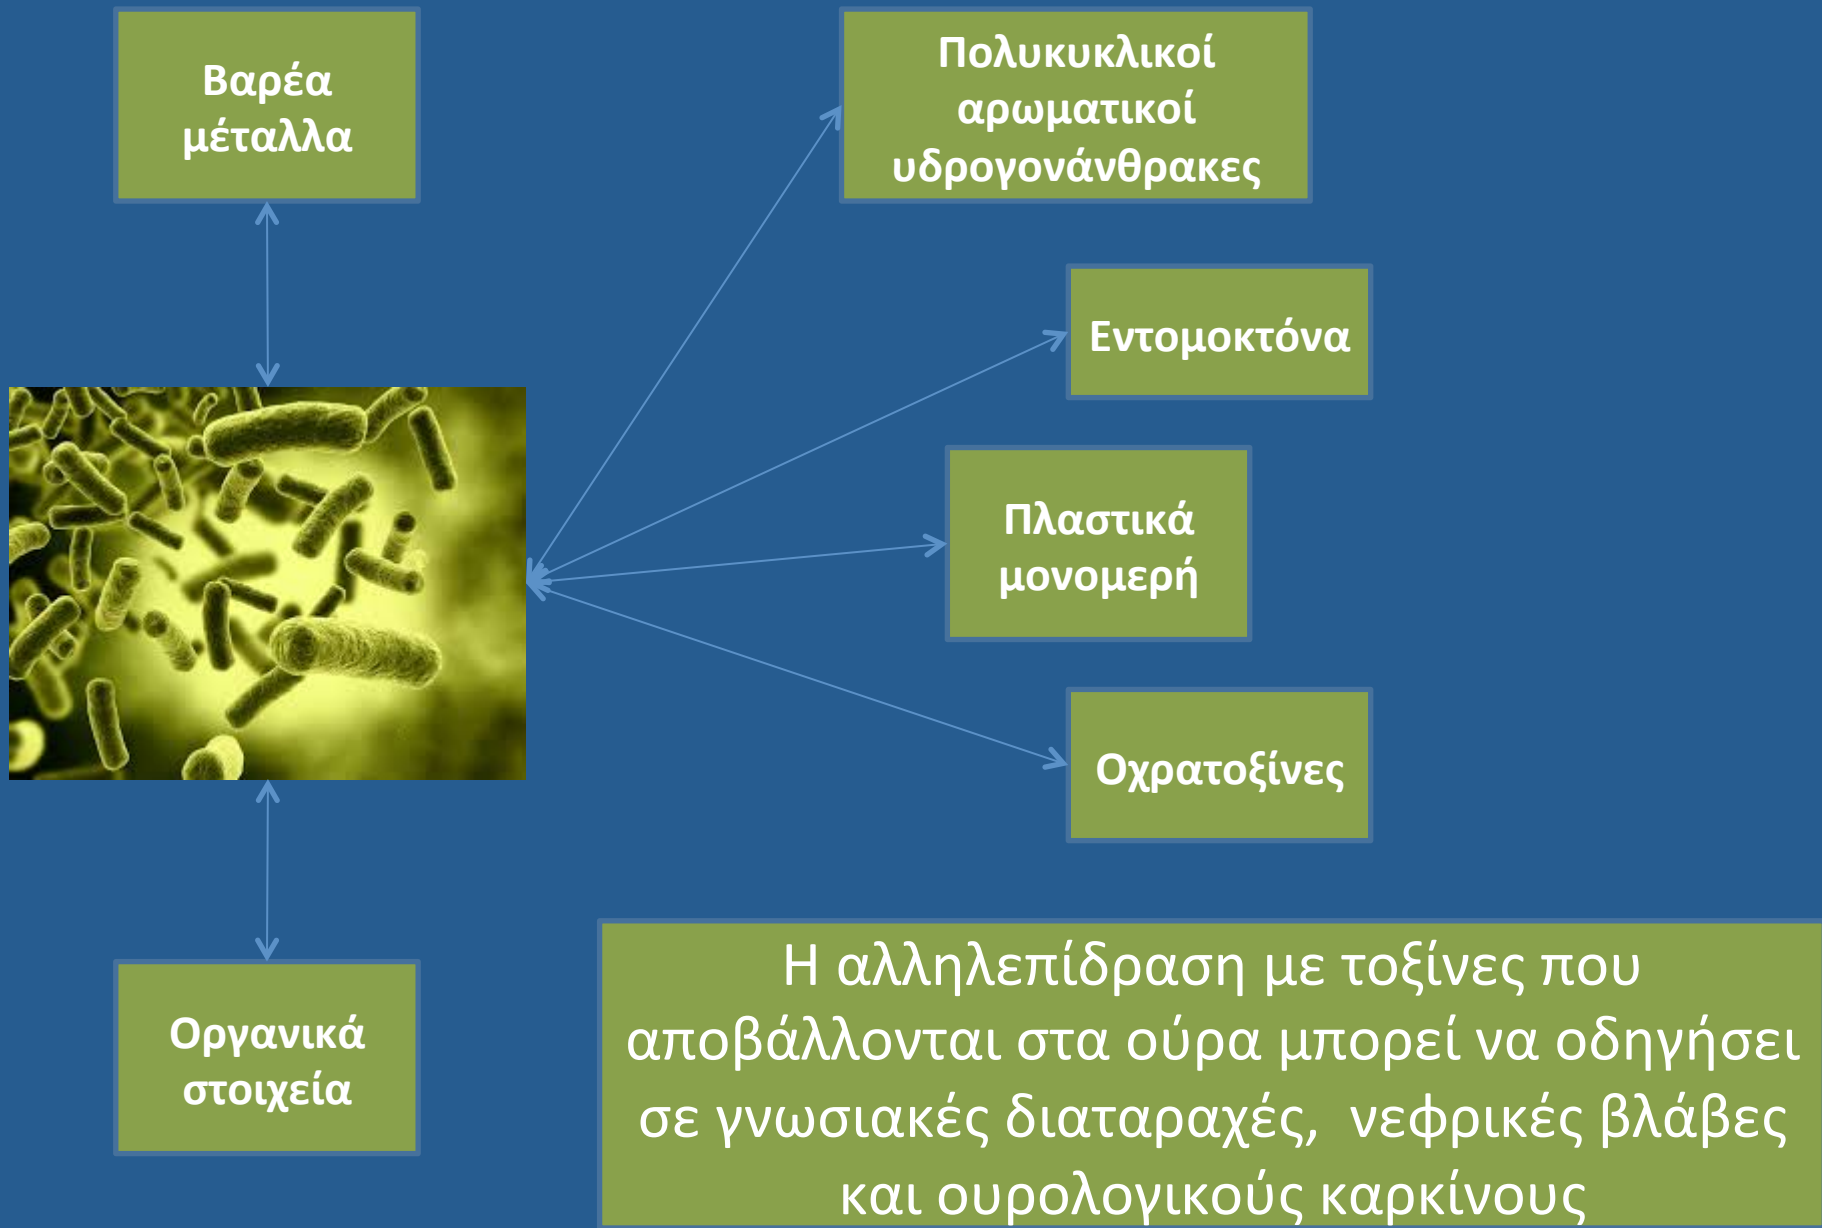 Βαρέα
μέταλλα
Πολυκυκλικοί
αρωματικοί
υδρογονάνθρακες
Εντομοκτόνα
Πλαστικά
μονομερή
Οχρατοξίνες
Οργανικά
στοιχεία
Η αλληλεπίδραση με τοξίνες που
αποβάλλονται στα ούρα μπορεί να οδηγήσει
σε γνωσιακές διαταραχές,  νεφρικές βλάβες
και ουρολογικούς καρκίνους